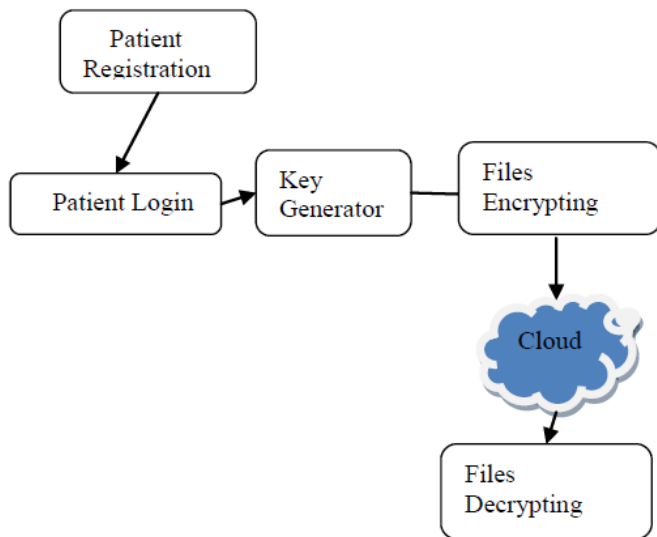 Patient
Registration
Patient Login
Key
Generator
Files
Encrypting
Cloud
Files
Decrypting